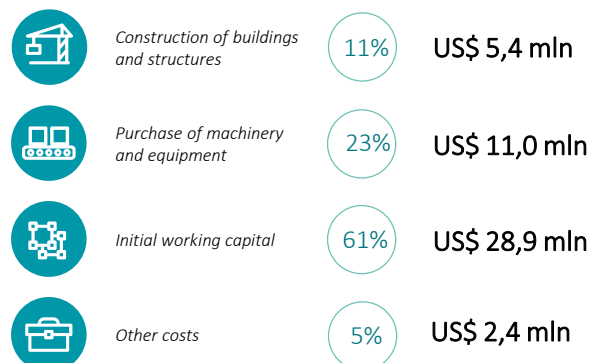 Construction of buildings
and structures
11%
US$ 5,4 mln
Purchase of machinery
and equipment
23%
US$ 11,0 mln
Initial working capital
61%
US$ 28,9 mln
Other costs
5%
US$ 2,4 mln